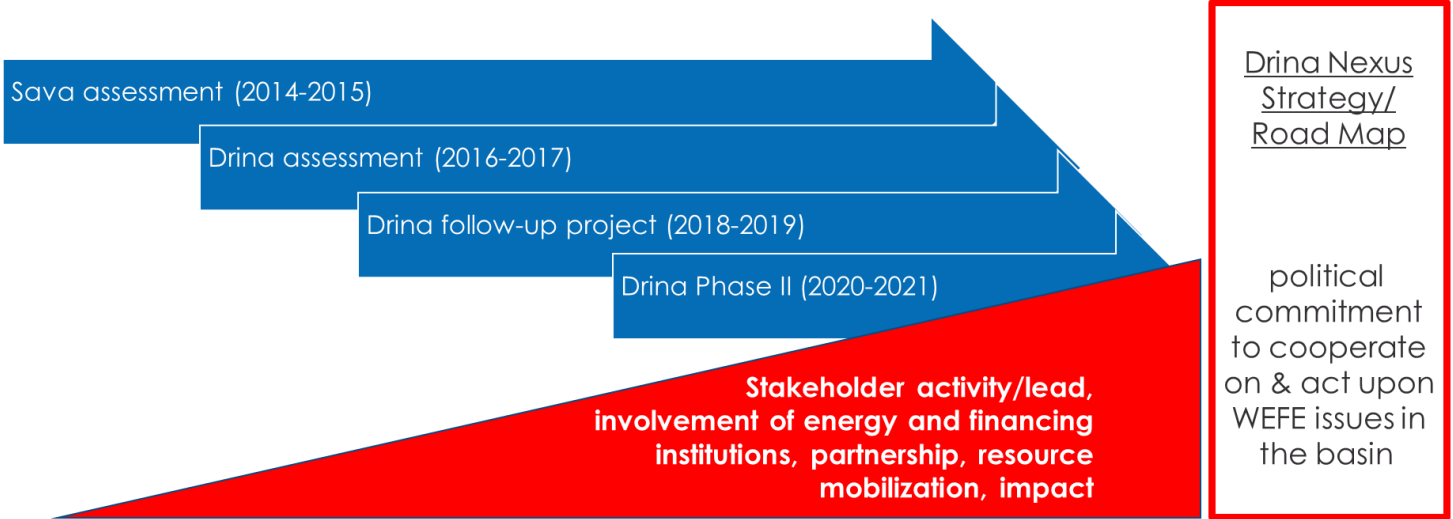 Sava assessment (2014-2015)
Drina assessment (2016-2017)
Drina follow-up project (2018-2019)
Drina Phase II (2020-2021)
Stakeholder activity/lead,
involvement of energy and financing
institutions, partnership, resource
mobilization, impact
Drina Nexus
Strategy/
Road Map
political
commitment
to cooperate
on & act upon
WEFE issues in
the basin